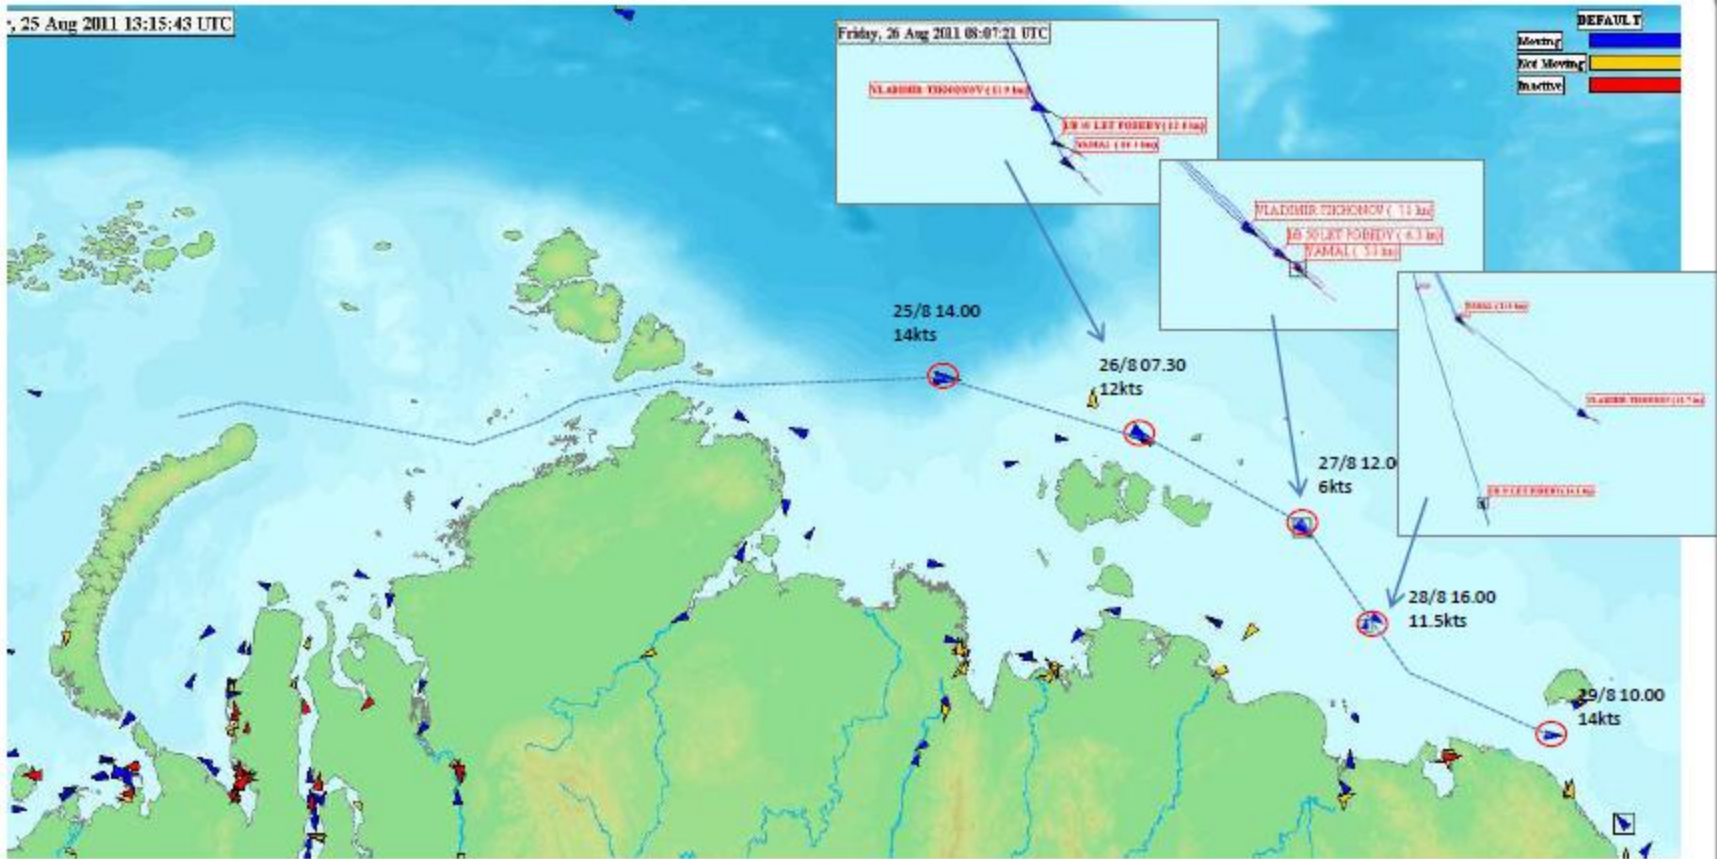 , 25 Aug 2011 13:15:43 UTC
Friday, 26 Aug 2011 08:07:21 UTC
DEFAULT
Moving
Not Moving
Inactive
VLADIMIR TIKHONOV
LET POBEDY
YAMAL
VLADIMIR TIKHONOV
50 LET POBEDY ( 6.3 kn)
YAMAL
25/8 14.00
14kts
26/8 07.30
12kts
27/8 12.0
6kts
YAMAL
VLADIMIR TIKHONOV
LET POBEDY
28/8 16.00
11.5kts
29/8 10.00
14kts